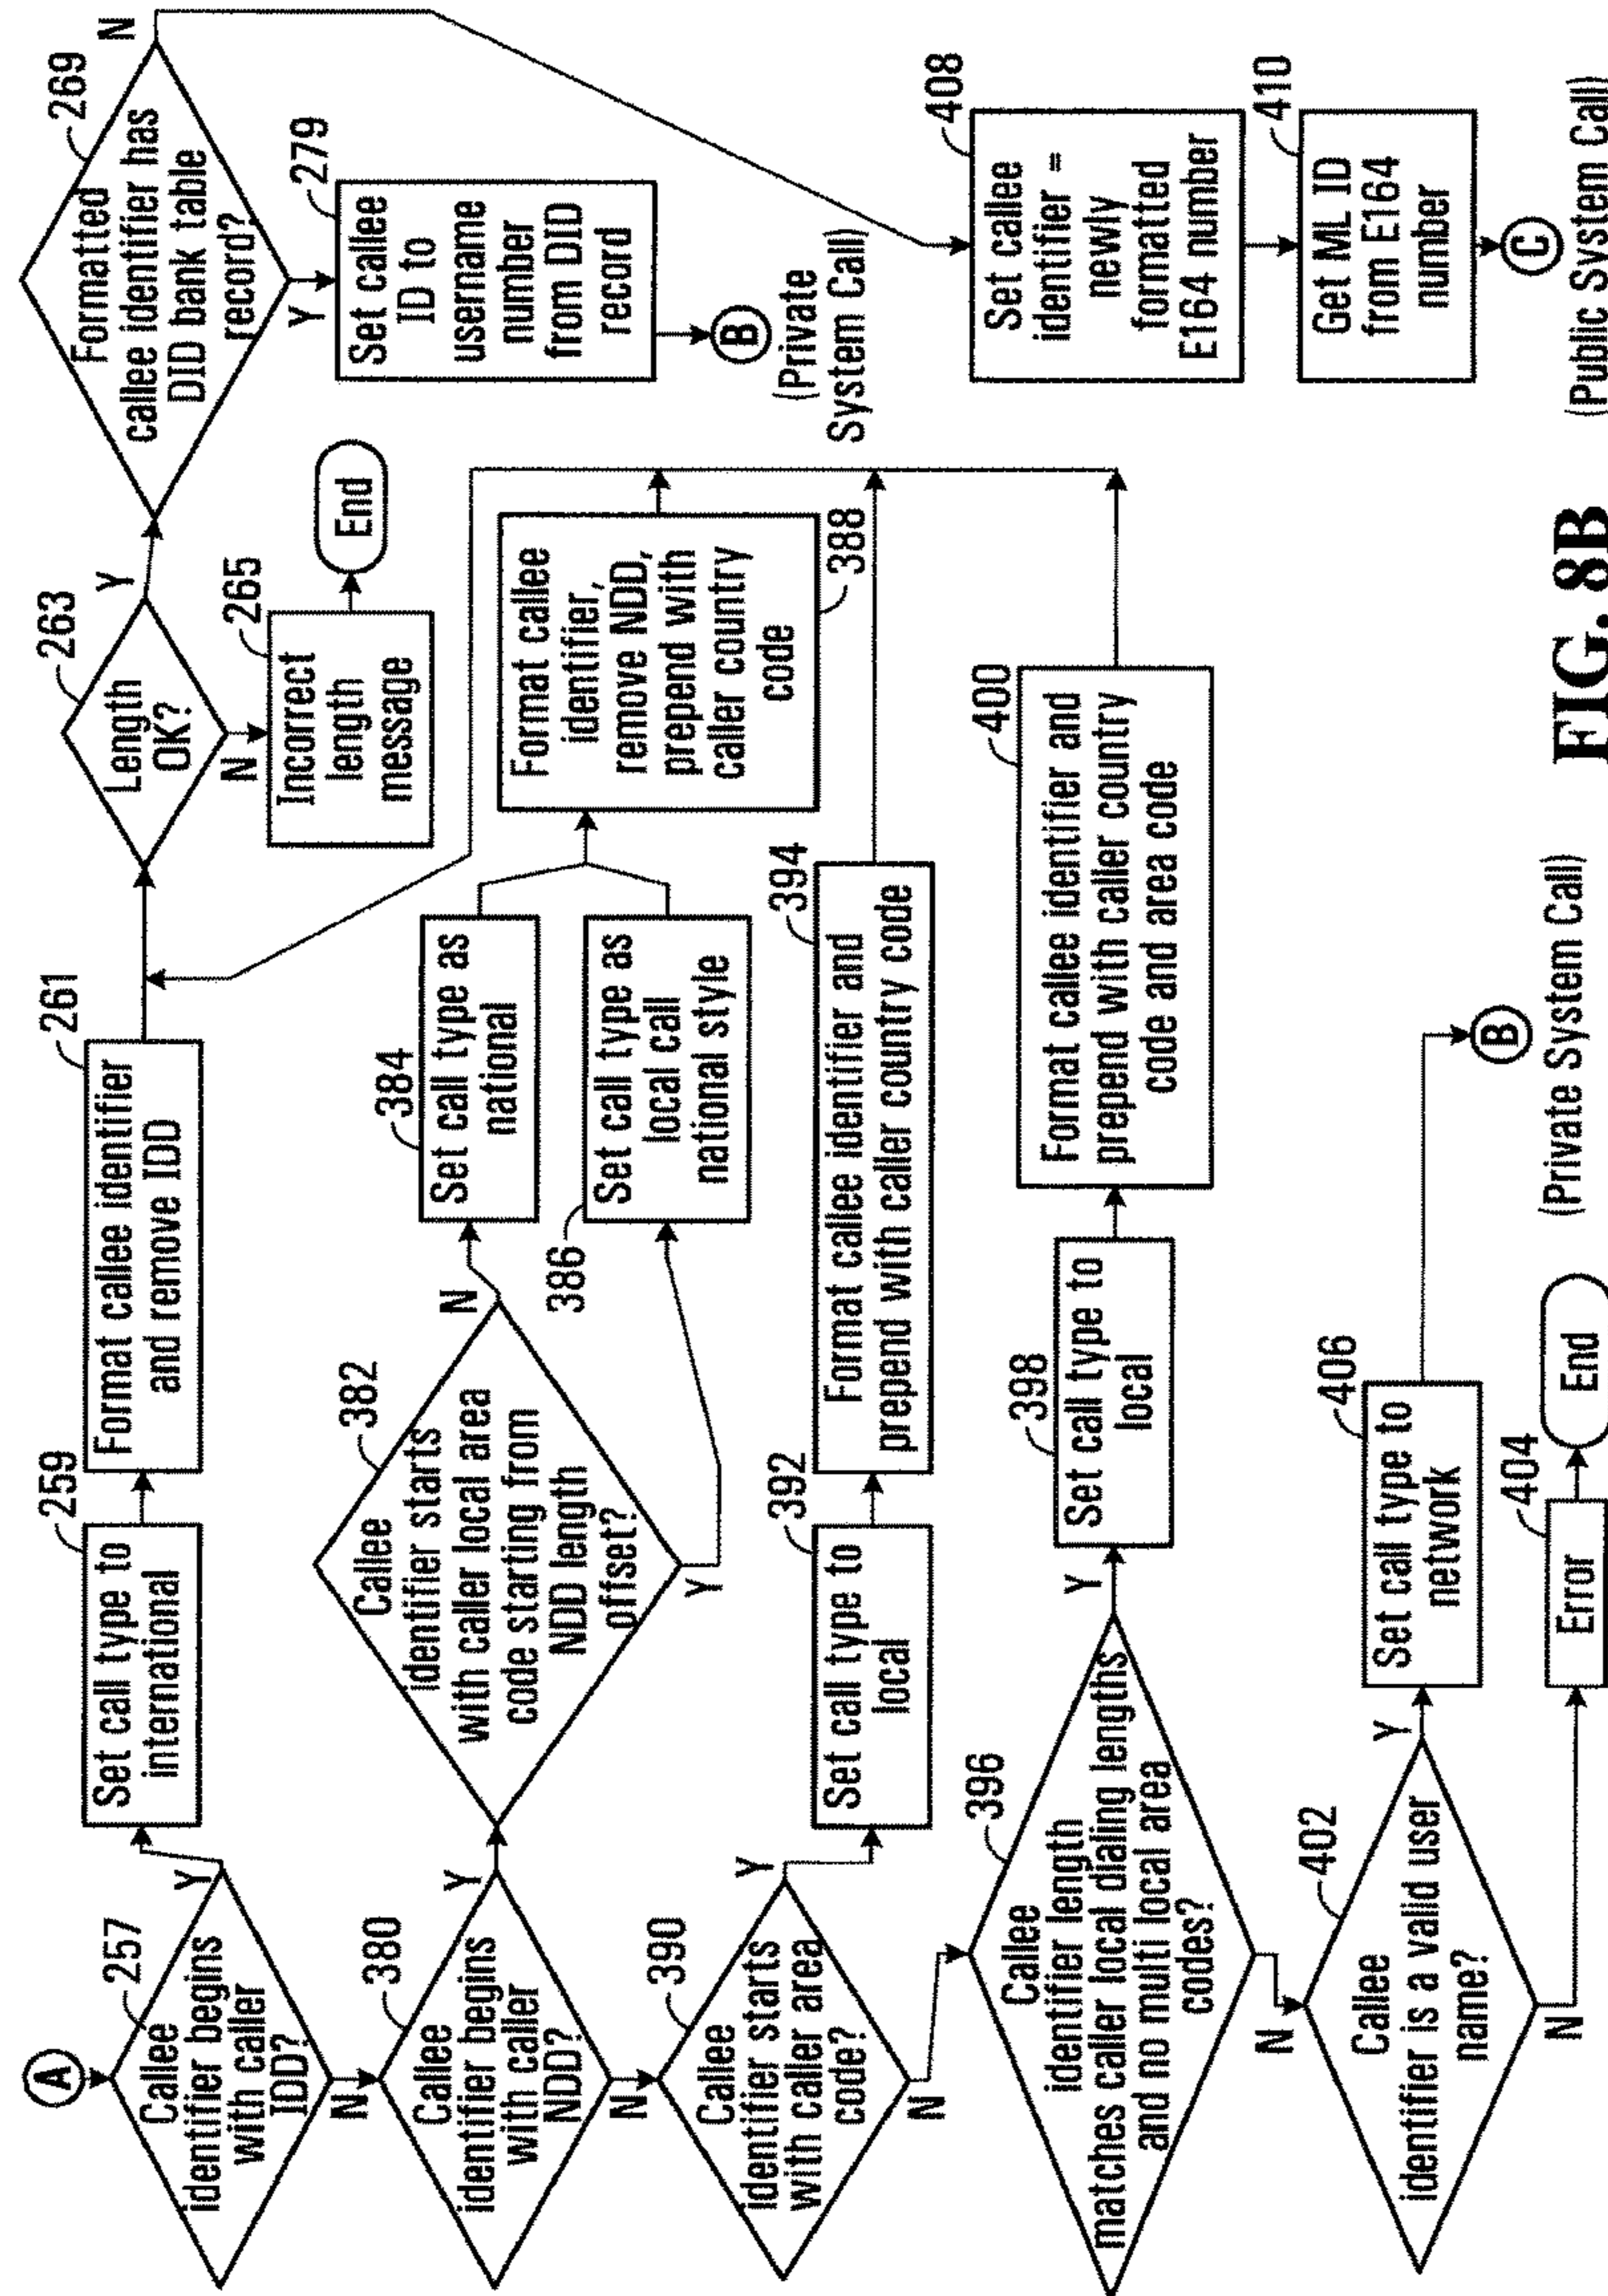 A
257
Callee
identifier begins
with caller
IDD?
Y
N
259
Set call type to
international
261
Format callee identifier
and remove IDD
263
Length
OK?
Y
N
265
Incorrect
length
message
End
269
Formatted
callee identifier has
DID bank table
record?
N
Y
279
Set callee
ID to
username
number
from DID
record
B
(Private
System Call)
380
Callee
identifier begins
with caller
NDD?
Y
N
382
Callee
identifier starts
with caller local area
code starting from
NDD length
offset?
N
Y
384
Set call type as
national
386
Set call type as
local call
national style
388
Format callee
identifier,
remove NDD,
prepend with
caller country
code
390
Callee
identifier starts
with caller area
code?
Y
N
392
Set call type to
local
394
Format callee identifier and
prepend with caller country code
396
Callee
identifier length
matches caller local dialing lengths
and no multi local area
codes?
Y
N
398
Set call type to
local
400
Format callee identifier and
prepend with caller country
code and area code
402
Callee
identifier is a valid user
name?
Y
N
406
Set call type to
network
B
(Private System Call)
404
Error
End
408
Set callee
identifier =
newly
formatted
E164 number
410
Get ML ID
from E164
number
C
(Public System Call)
FIG. 8B